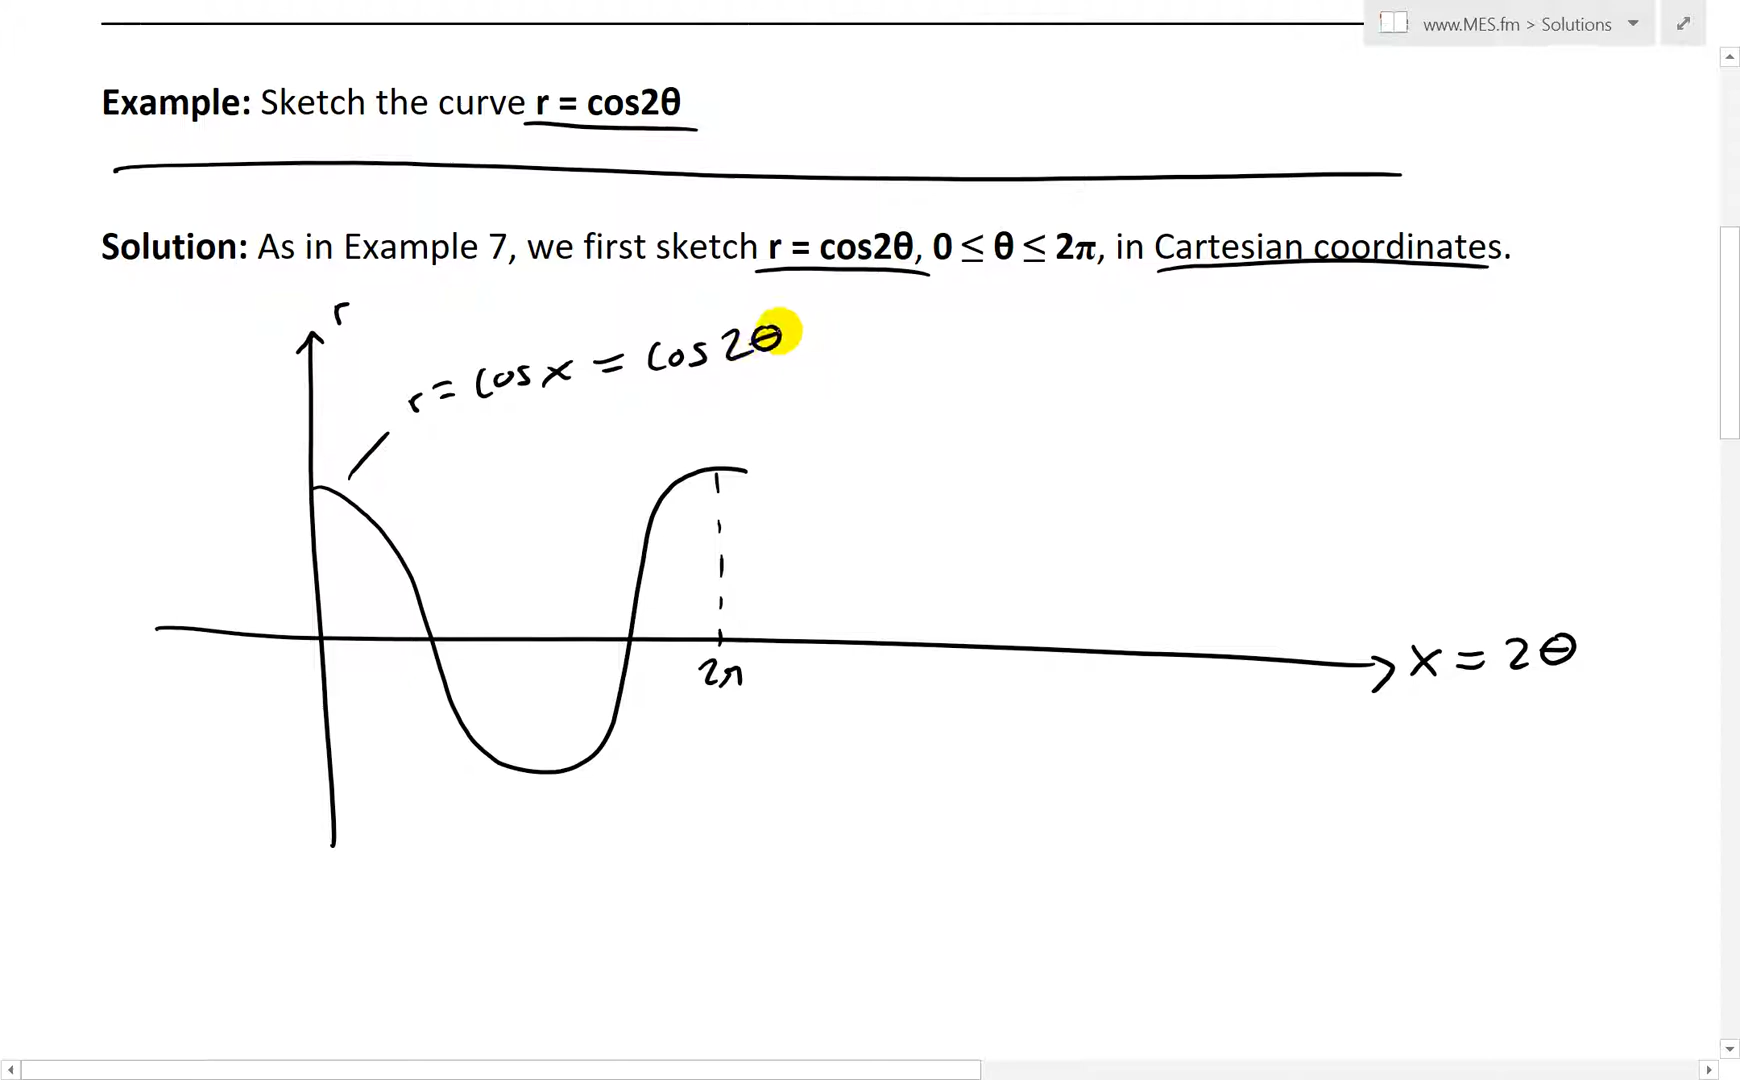 www.MES.fm > Solutions
Example: Sketch the curve r = cos2θ
Solution: As in Example 7, we first sketch r = cos2θ, 0 ≤ θ ≤ 2π, in Cartesian coordinates.
r
r = cos x = cos 2θ
2π
x = 2θ